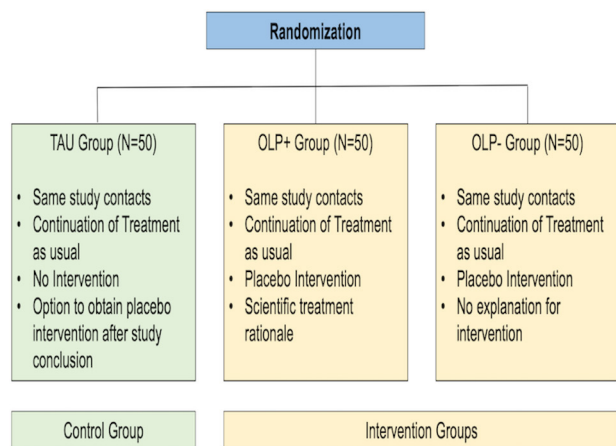 Randomization
TAU Group (N=50)
• Same study contacts
• Continuation of Treatment
as usual
• No Intervention
• Option to obtain placebo
intervention after study
conclusion
OLP+ Group (N=50)
• Same study contacts
• Continuation of Treatment
as usual
• Placebo Intervention
• Scientific treatment
rationale
OLP- Group (N=50)
• Same study contacts
• Continuation of Treatment
as usual
• Placebo Intervention
• No explanation for
intervention
Control Group
Intervention Groups